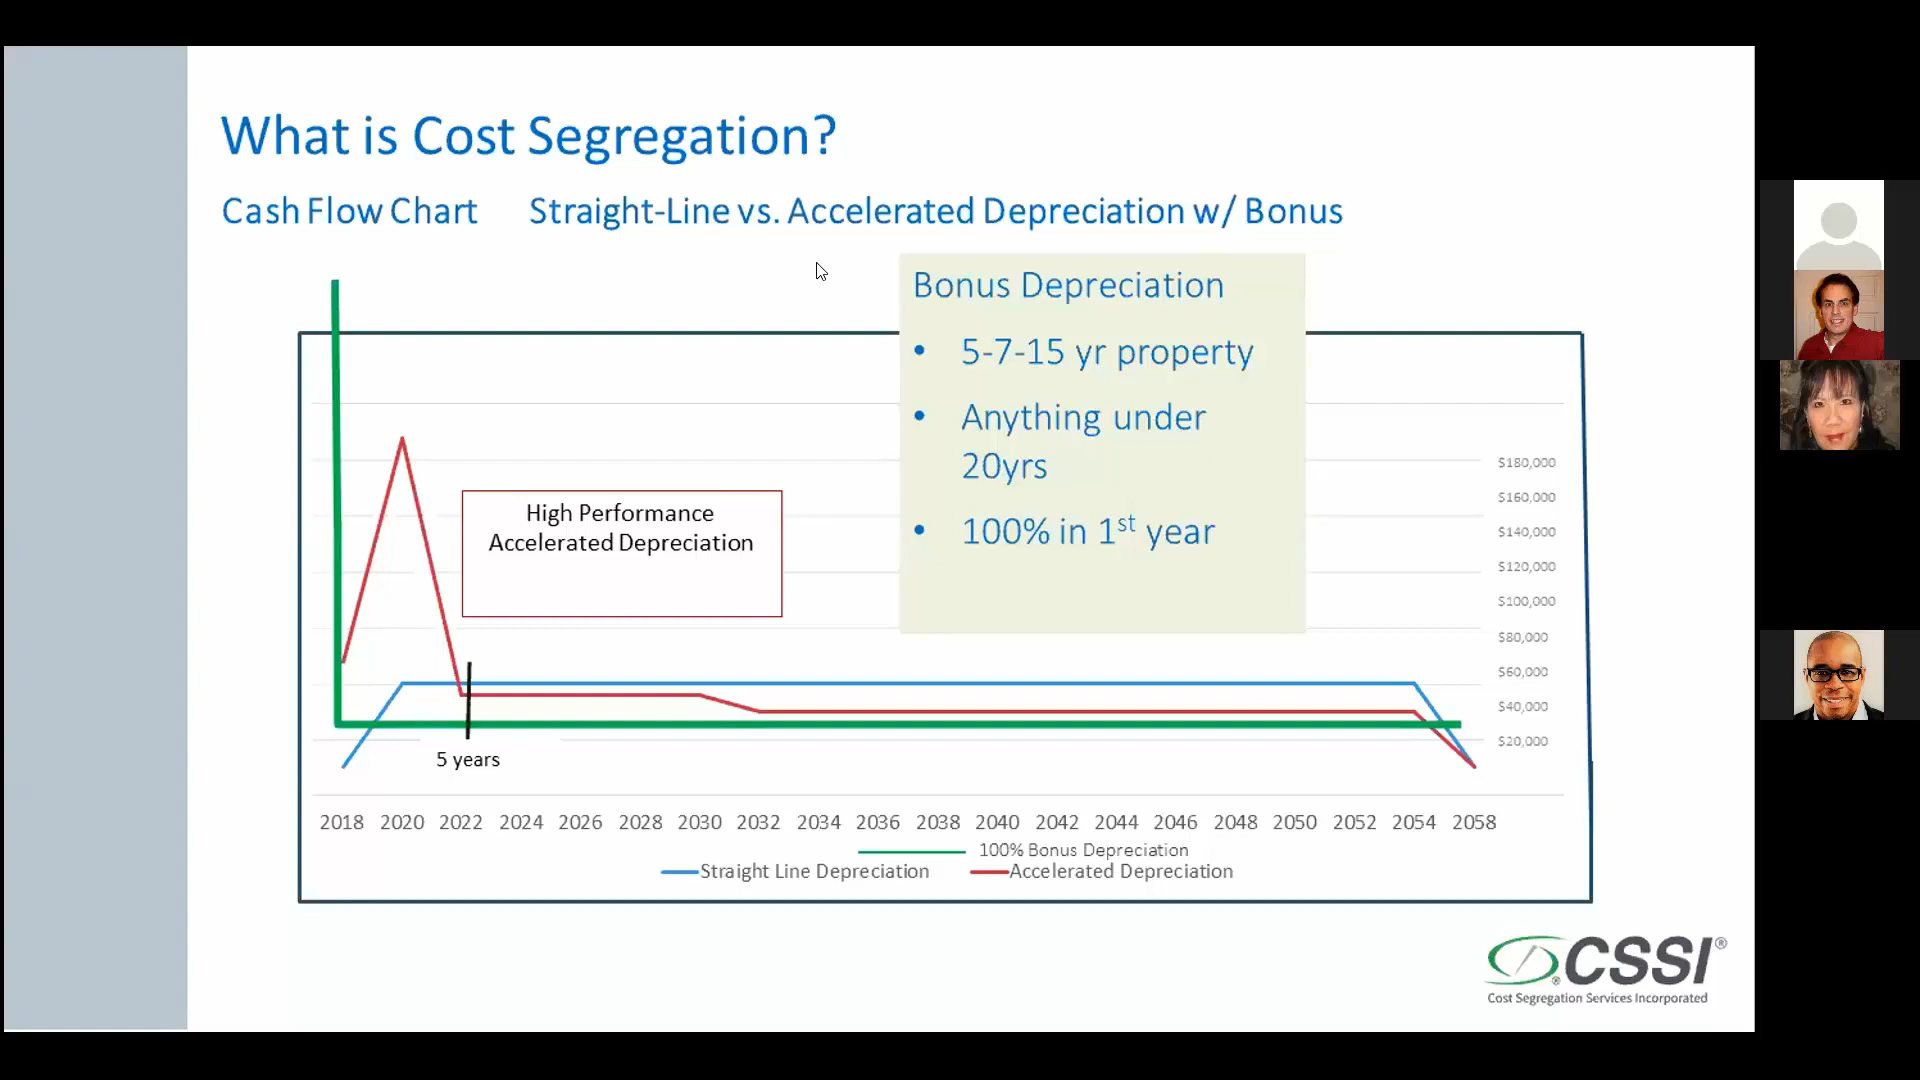 What is Cost Segregation?
Cash Flow Chart Straight-Line vs. Accelerated Depreciation w/ Bonus
Bonus Depreciation
• 5-7-15 yr property
• Anything under
20yrs
• 100% in 1st year
High Performance
Accelerated Depreciation
$180,000
$160,000
$140,000
$120,000
$100,000
$80,000
$60,000
$40,000
$20,000
5 years
2018 2020 2022 2024 2026 2028 2030 2032 2034 2036 2038 2040 2042 2044 2046 2048 2050 2052 2054 2058
100% Bonus Depreciation
Straight Line Depreciation Accelerated Depreciation
CSSI®
Cost Segregation Services Incorporated